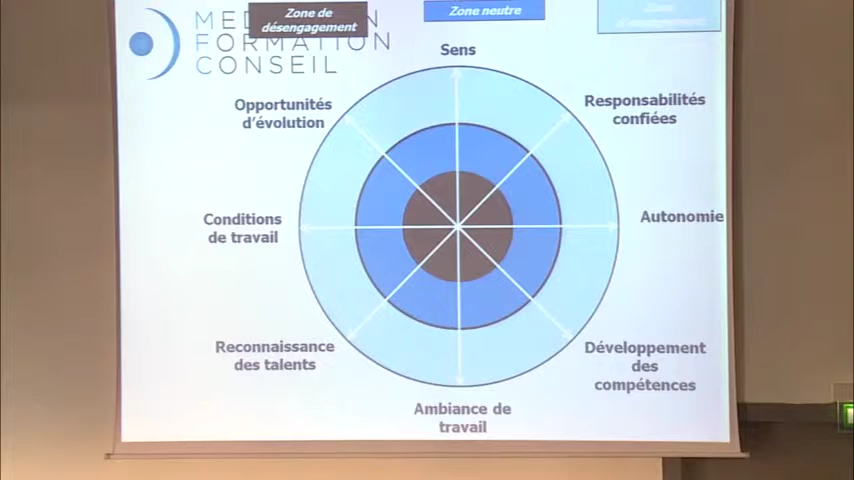 Zone de
désengagement
Zone neutre
Zone
FORMATION
CONSEIL
Sens
Opportunités
d'évolution
Responsabilités
confiées
Conditions
de travail
Autonomie
Reconnaissance
des talents
Développement
des
compétences
Ambiance de
travail